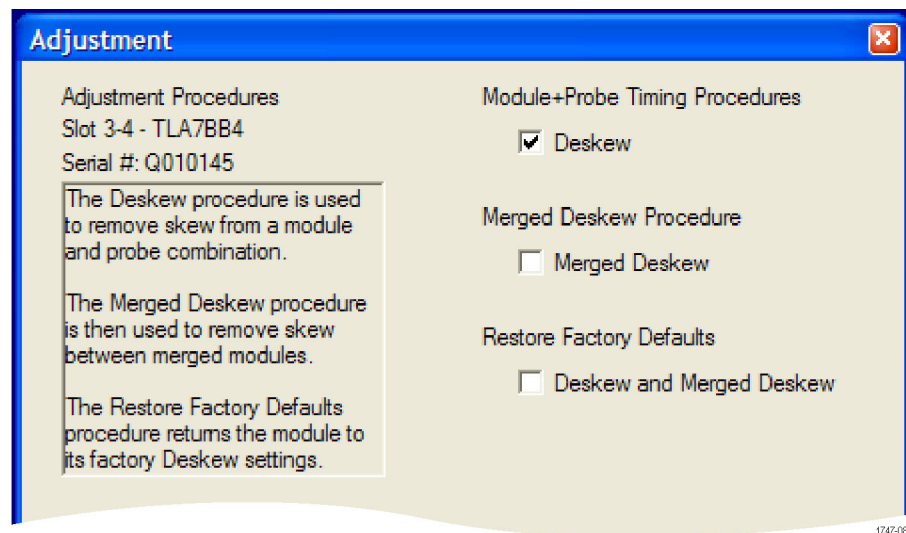 Adjustment
Adjustment Procedures
Slot 3-4 - TLA7BB4
Serial #: Q010145
The Deskew procedure is used
to remove skew from a module
and probe combination.
The Merged Deskew procedure
is then used to remove skew
between merged modules.
The Restore Factory Defaults
procedure returns the module to
its factory Deskew settings.
Module+Probe Timing Procedures
Deskew
Merged Deskew Procedure
Merged Deskew
Restore Factory Defaults
Deskew and Merged Deskew